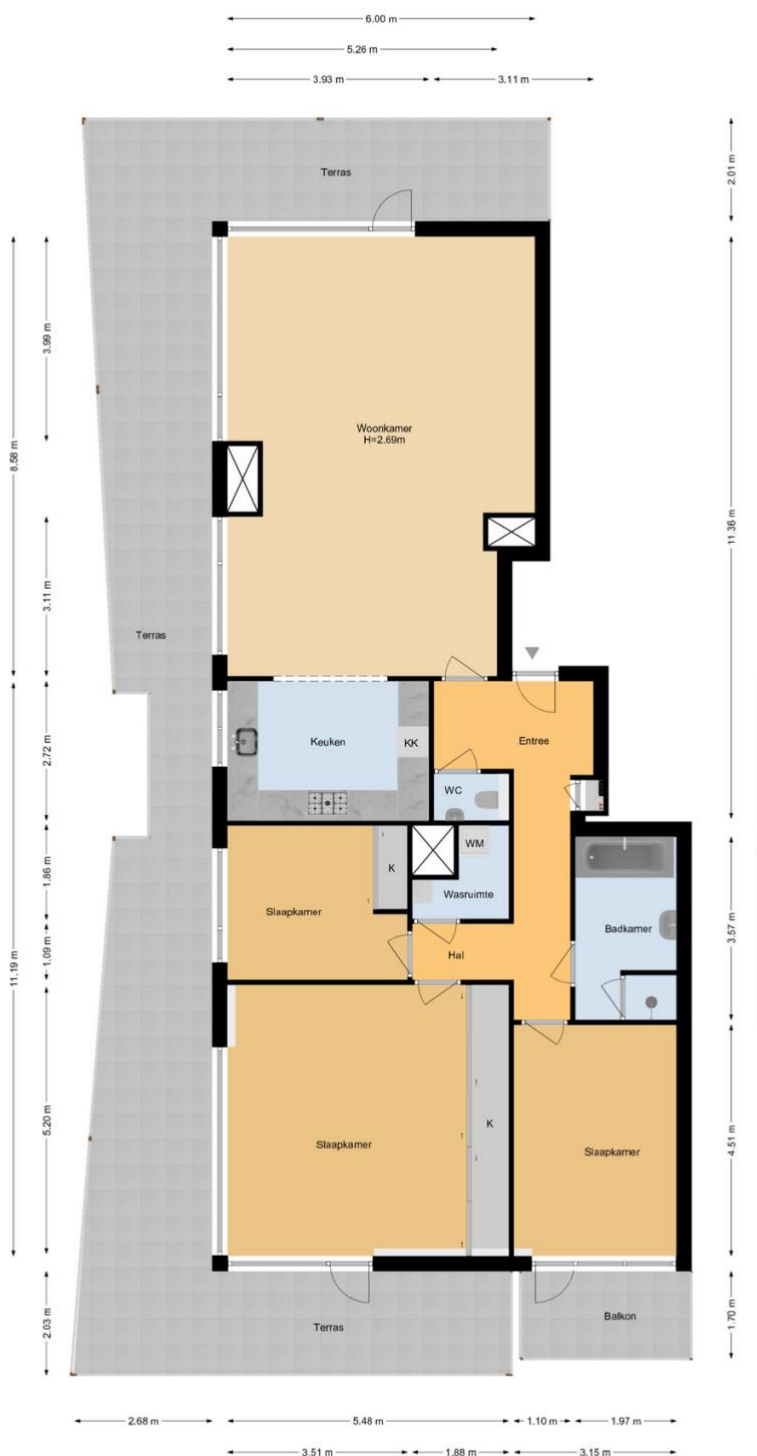 6.00 m
5.26 m
3.93 m
3.11 m
Terras
2.01 m
3.99 m
8.58 m
Woonkamer
H=2.69m
11.36 m
3.11 m
Terras
2.72 m
Keuken
KK
Entree
WC
WM
K
1.86 m
Wasruimte
Slaapkamer
Badkamer
3.57 m
1.09 m
Hal
11.19 m
5.20 m
K
Slaapkamer
Slaapkamer
4.51 m
2.03 m
Terras
Balkon
1.70 m
2.68 m
5.48 m
1.10 m
1.97 m
3.51 m
1.88 m
3.15 m